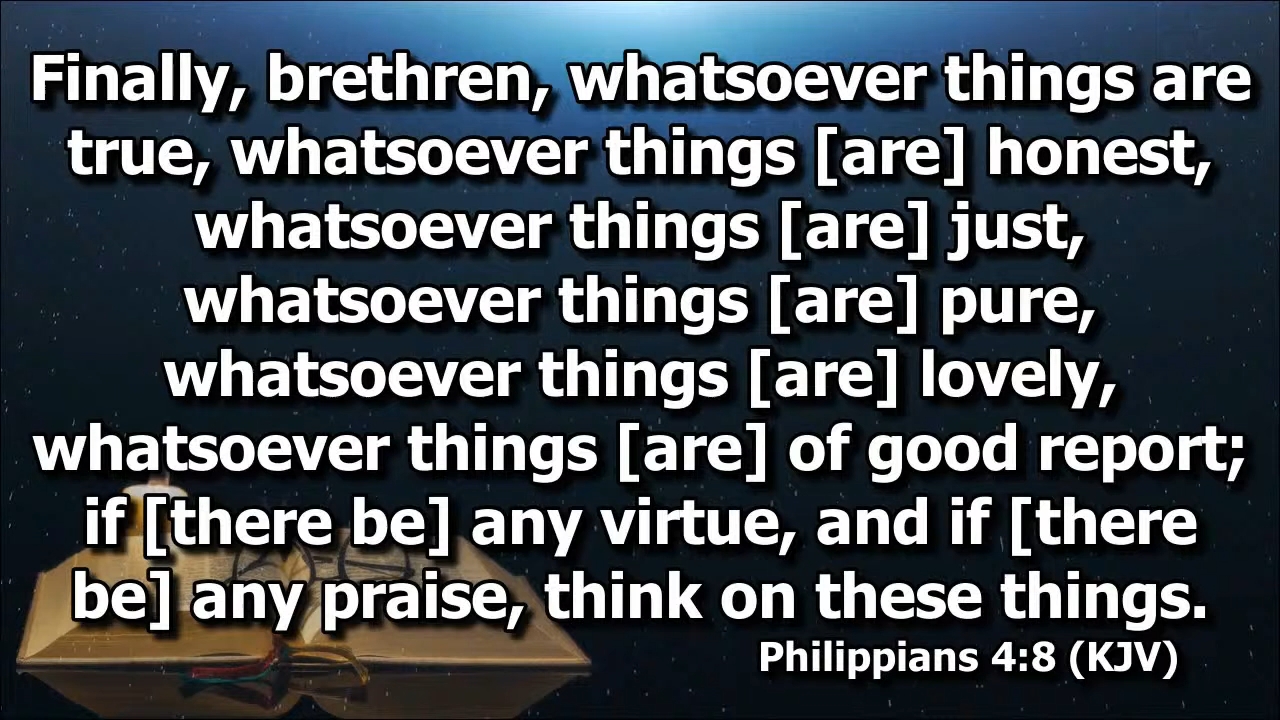 Finally, brethren, whatsoever things are
true, whatsoever things [are] honest,
whatsoever things [are] just,
whatsoever things [are] pure,
whatsoever things [are] lovely,
whatsoever things [are] of good report;
if [there be] any virtue, and if [there
be] any praise, think on these things.
Philippians 4:8 (KJV)